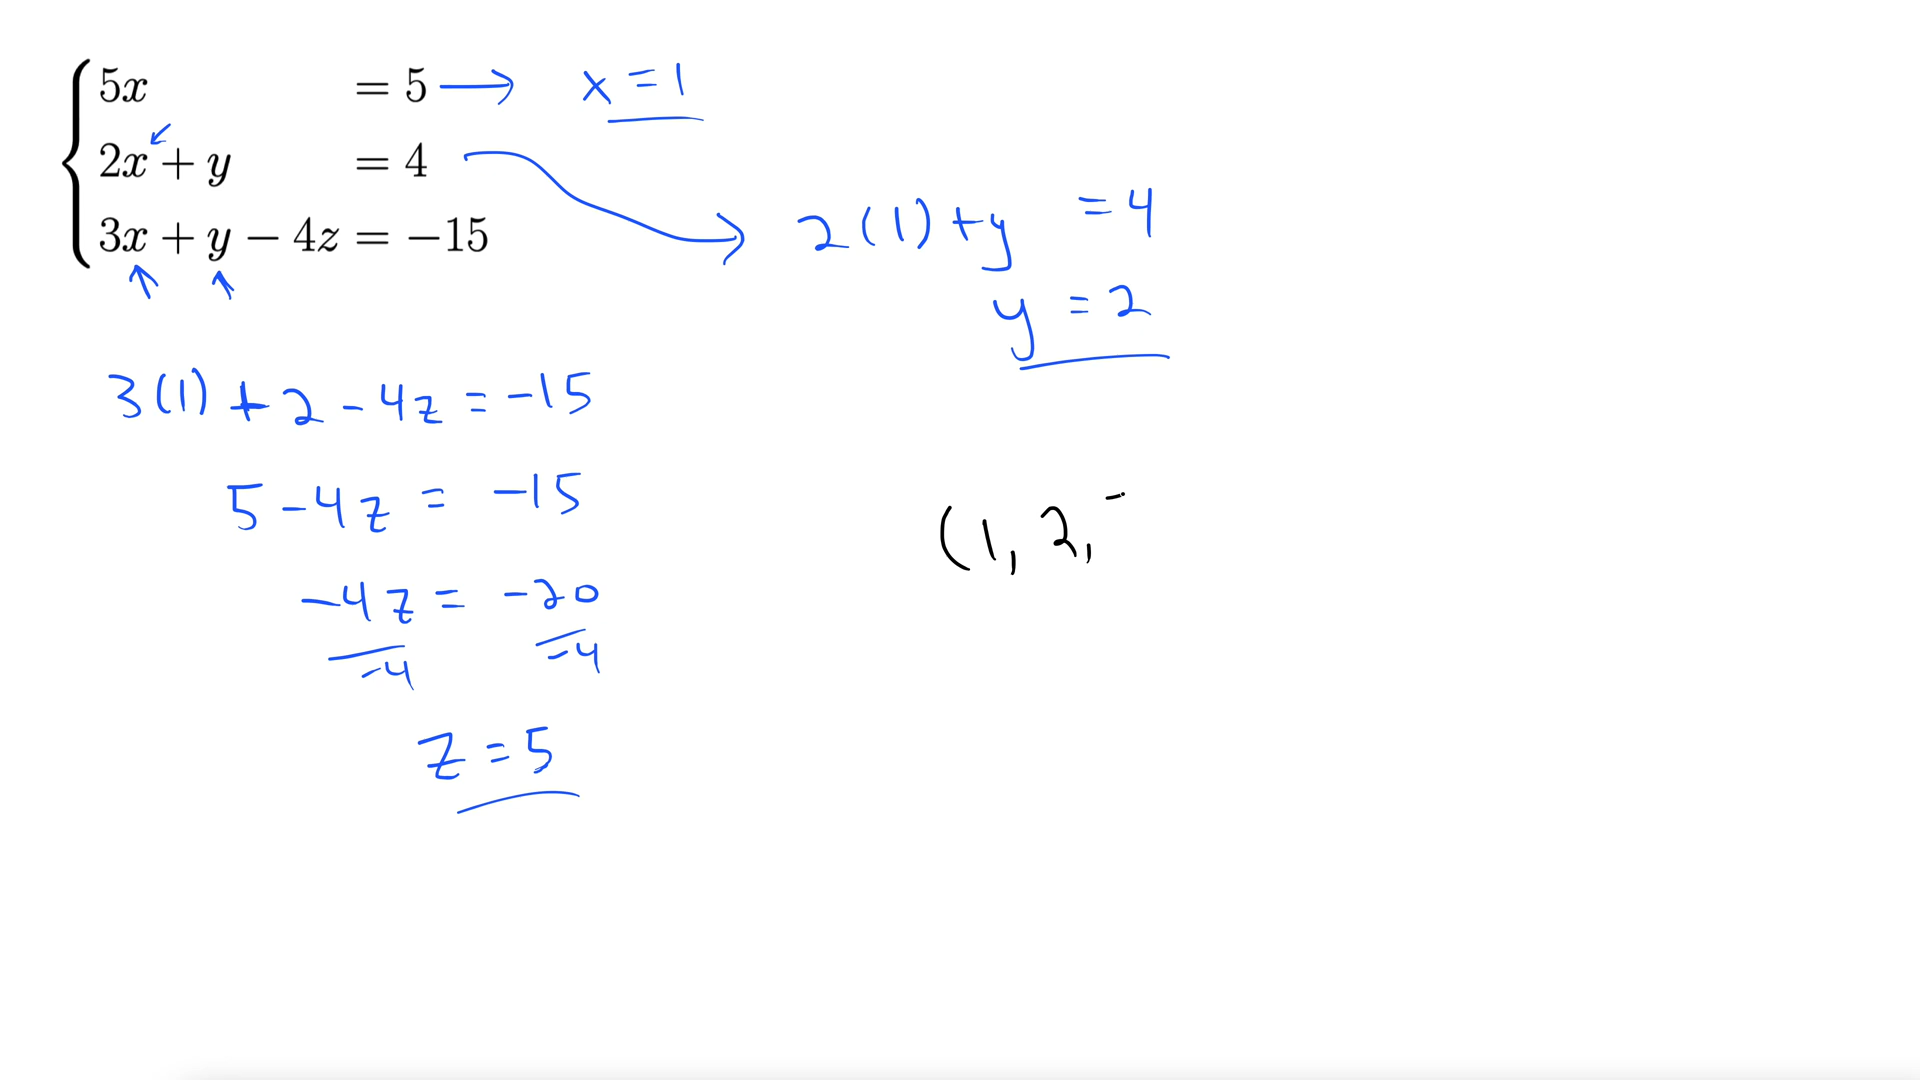 5x = 5 → x = 1
2x + y = 4
3x + y − 4z = −15
2(1) + y = 4
y = 2
3(1) + 2 - 4z = -15
5 - 4z = -15
-4z = -20
-4 -4
z = 5
(1, 2,